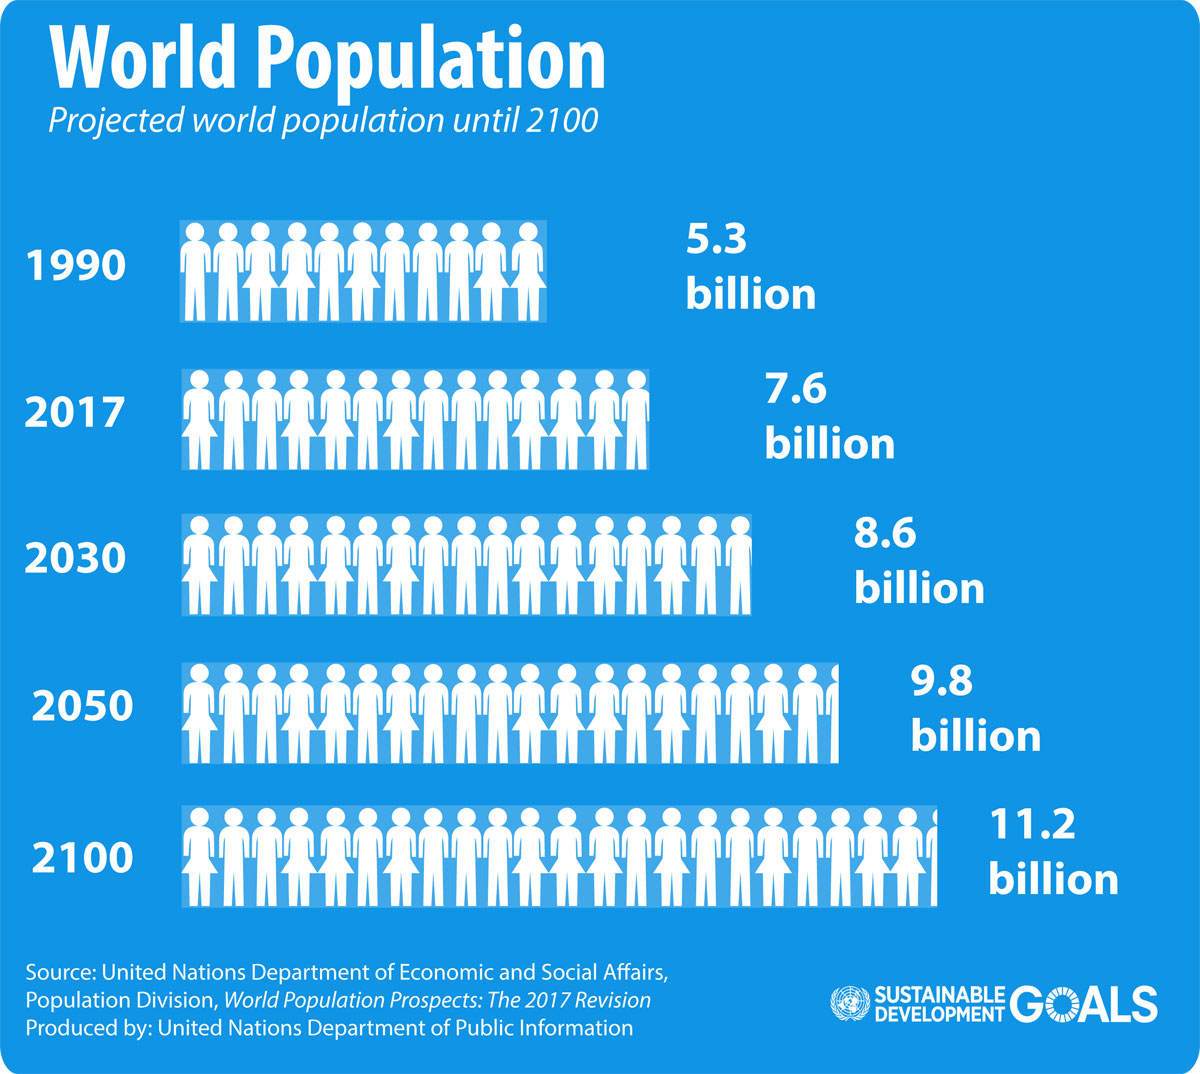 World Population
Projected world population until 2100
1990
5.3
billion
2017
7.6
billion
2030
8.6
billion
2050
9.8
billion
2100
11.2
billion
Source: United Nations Department of Economic and Social Affairs,
Population Division, World Population Prospects: The 2017 Revision
Produced by: United Nations Department of Public Information
SUSTAINABLE
DEVELOPMENT
GOALS